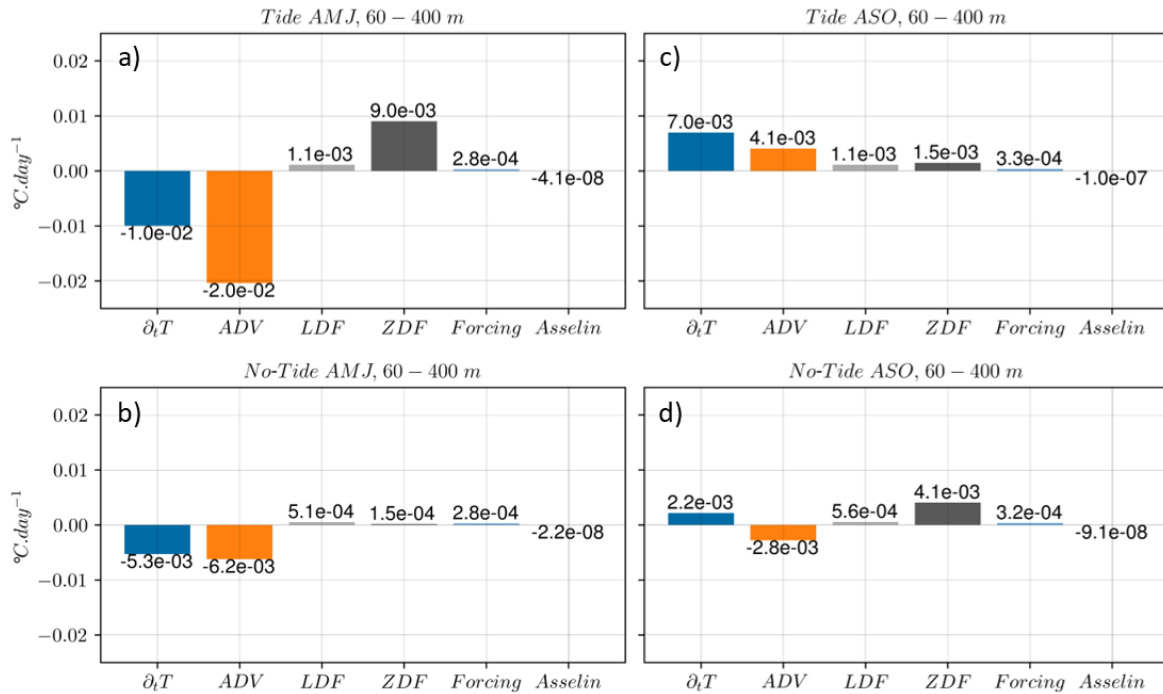 Tide AMJ, 60 − 400 m
a)
0.02
0.01
0.00
−0.01
−0.02
°C.day⁻¹
-1.0e-02
-2.0e-02
1.1e-03
9.0e-03
2.8e-04
-4.1e-08
∂ₜT ADV LDF ZDF Forcing Asselin
Tide ASO, 60 − 400 m
c)
7.0e-03
4.1e-03
1.1e-03
1.5e-03
3.3e-04
-1.0e-07
∂ₜT ADV LDF ZDF Forcing Asselin
No-Tide AMJ, 60 − 400 m
b)
0.02
0.01
0.00
−0.01
−0.02
°C.day⁻¹
-5.3e-03
-6.2e-03
5.1e-04
1.5e-04
2.8e-04
-2.2e-08
∂ₜT ADV LDF ZDF Forcing Asselin
No-Tide ASO, 60 − 400 m
d)
2.2e-03
-2.8e-03
5.6e-04
4.1e-03
3.2e-04
-9.1e-08
∂ₜT ADV LDF ZDF Forcing Asselin